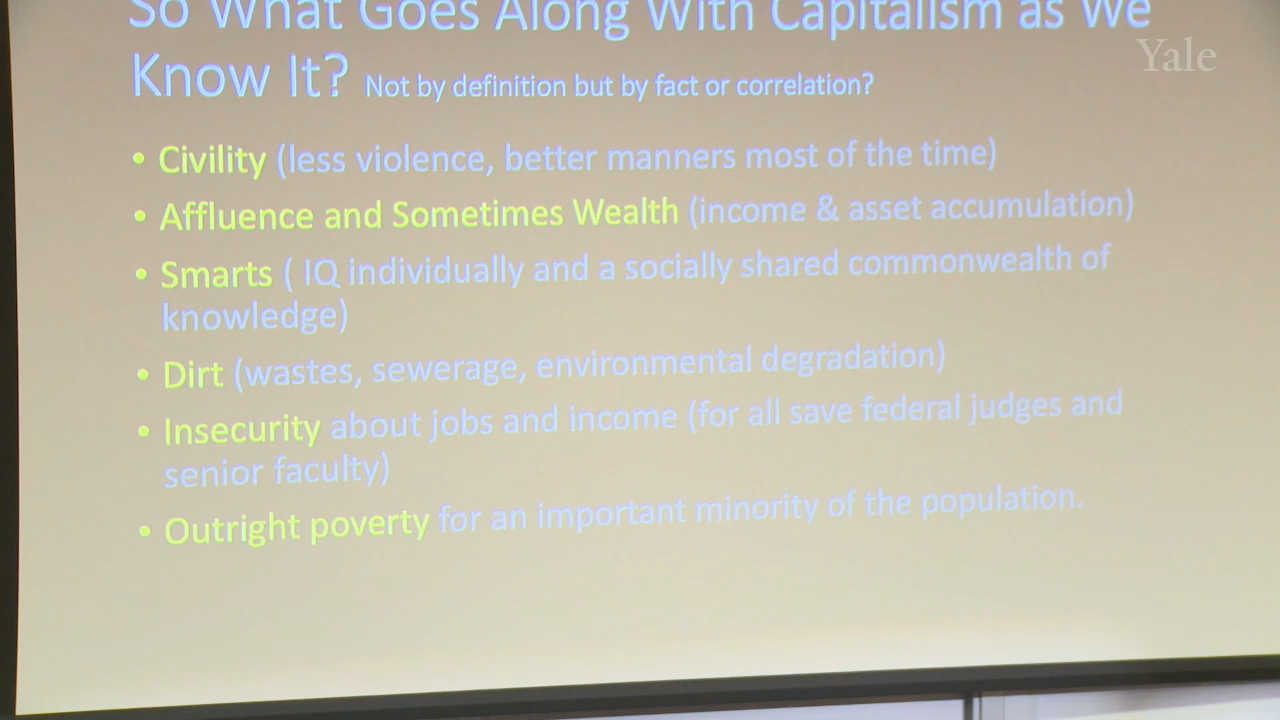 So What Goes Along With Capitalism as We
Yale
Know It? Not by definition but by fact or correlation?
• Civility (less violence, better manners most of the time)
• Affluence and Sometimes Wealth (income & asset accumulation)
• Smarts ( IQ individually and a socially shared commonwealth of
knowledge)
• Dirt (wastes, sewerage, environmental degradation)
• Insecurity about jobs and income (for all save federal judges and
senior faculty)
• Outright poverty for an important minority of the population.